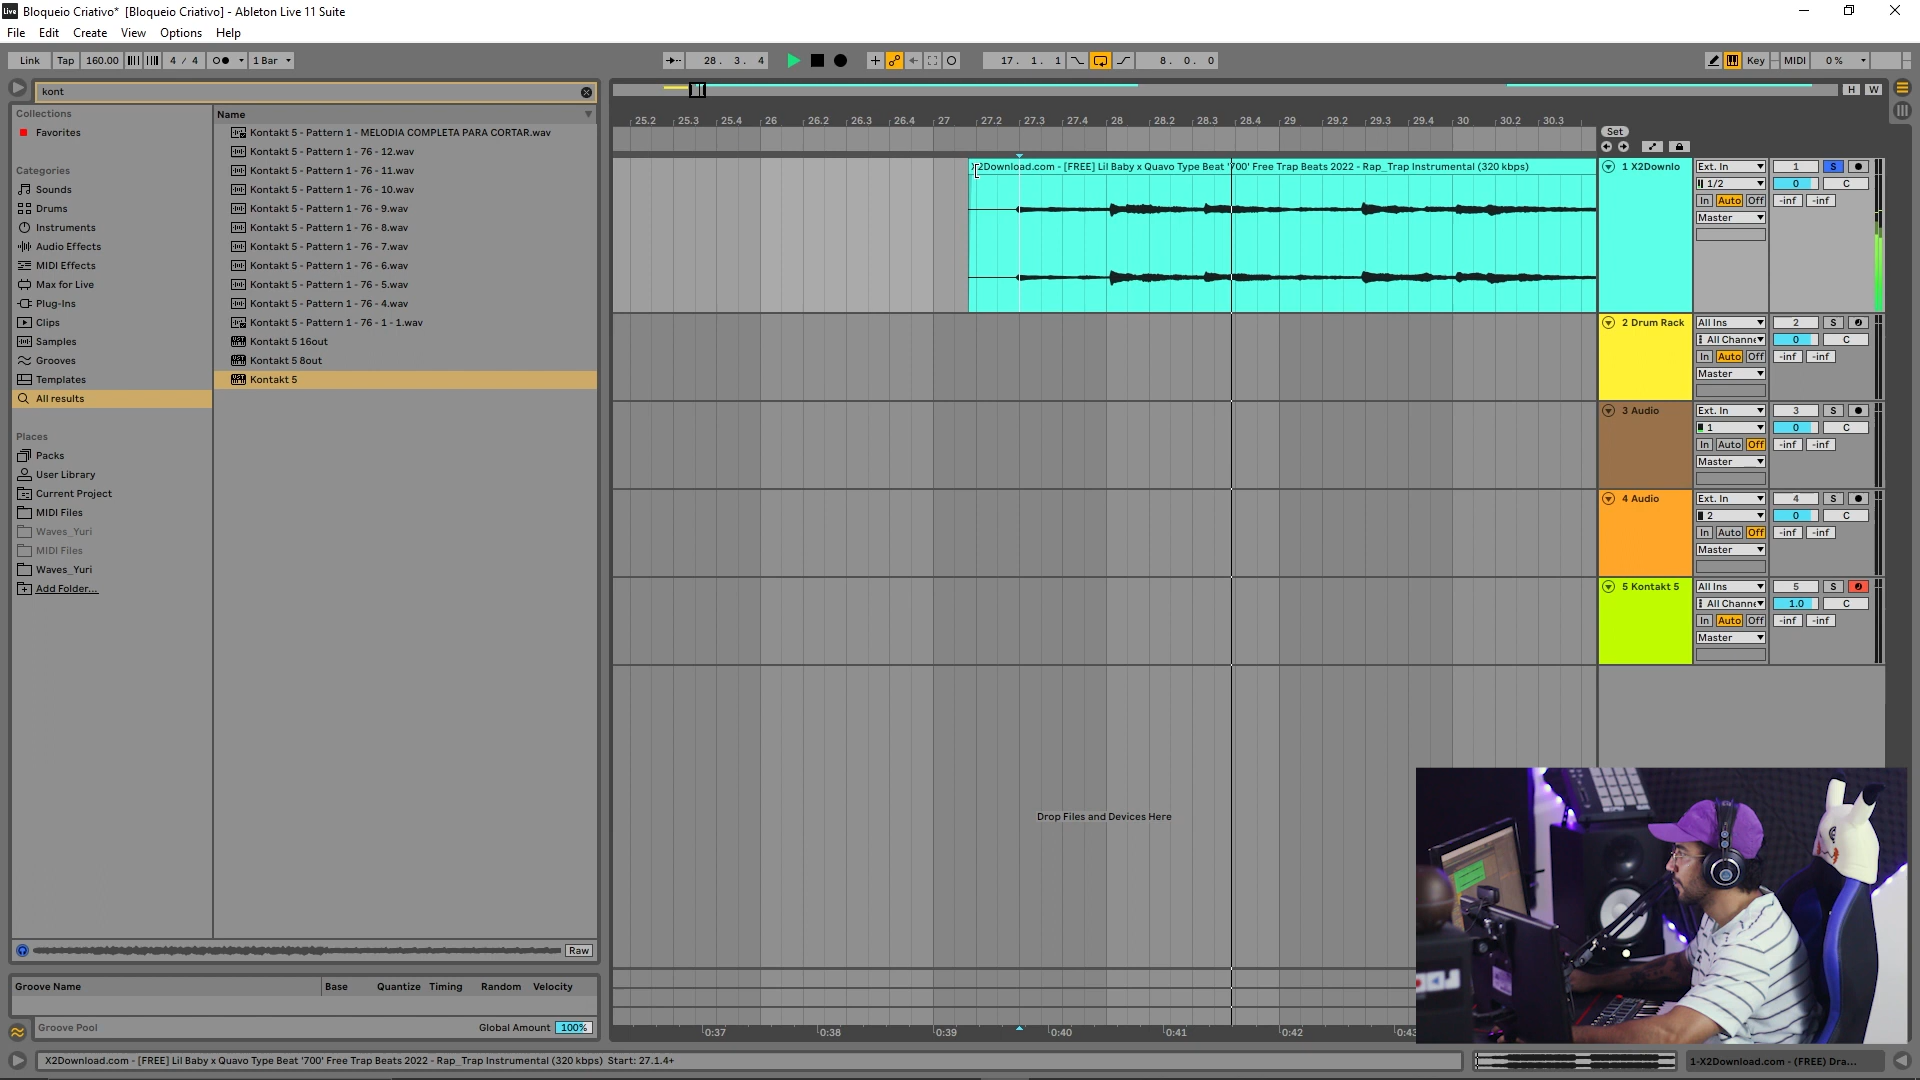 Live Bloqueio Criativo* [Bloqueio Criativo] - Ableton Live 11 Suite
File Edit Create View Options Help
Link Tap 160.00 4 / 4 1 Bar 28. 3. 4 17. 1. 1 8. 0. 0 Key MIDI 0 %
kont
H W
Collections
Favorites
Categories
Sounds
Drums
Instruments
Audio Effects
MIDI Effects
Max for Live
Plug-Ins
Clips
Samples
Grooves
Templates
All results
Places
Packs
User Library
Current Project
MIDI Files
Waves_Yuri
MIDI Files
Waves_Yuri
Add Folder...
Name
Kontakt 5 - Pattern 1 - MELODIA COMPLETA PARA CORTAR.wav
Kontakt 5 - Pattern 1 - 76 - 12.wav
Kontakt 5 - Pattern 1 - 76 - 11.wav
Kontakt 5 - Pattern 1 - 76 - 10.wav
Kontakt 5 - Pattern 1 - 76 - 9.wav
Kontakt 5 - Pattern 1 - 76 - 8.wav
Kontakt 5 - Pattern 1 - 76 - 7.wav
Kontakt 5 - Pattern 1 - 76 - 6.wav
Kontakt 5 - Pattern 1 - 76 - 5.wav
Kontakt 5 - Pattern 1 - 76 - 4.wav
Kontakt 5 - Pattern 1 - 76 - 1 - 1.wav
Kontakt 5 16out
Kontakt 5 8out
Kontakt 5
Raw
Groove Name Base Quantize Timing Random Velocity
Groove Pool Global Amount 100%
25.2 25.3 25.4 26 26.2 26.3 26.4 27 27.2 27.3 27.4 28 28.2 28.3 28.4 29 29.2 29.3 29.4 30 30.2 30.3
Set
X2Download.com - [FREE] Lil Baby x Quavo Type Beat '700' Free Trap Beats 2022 - Rap_Trap Instrumental (320 kbps)
1 X2Downlo Ext. In 1 S
1/2 0 C
In Auto Off -inf -inf
Master
2 Drum Rack All Ins 2 S
All Channe 0 C
In Auto Off -inf -inf
Master
3 Audio Ext. In 3 S
1 0 C
In Auto Off -inf -inf
Master
4 Audio Ext. In 4 S
2 0 C
In Auto Off -inf -inf
Master
5 Kontakt 5 All Ins 5 S
All Channe 1.0 C
In Auto Off -inf -inf
Master
Drop Files and Devices Here
0:37 0:38 0:39 0:40 0:41 0:42 0:43
X2Download.com - [FREE] Lil Baby x Quavo Type Beat '700' Free Trap Beats 2022 - Rap_Trap Instrumental (320 kbps) Start: 27.1.4+
1-X2Download.com - (FREE) Dra...